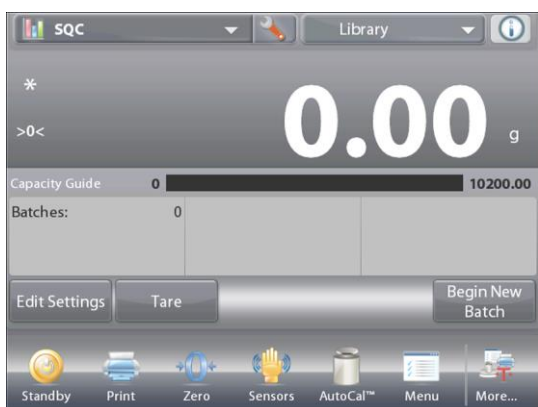 SQC Library
*
>0<
0.00 g
Capacity Guide 0 10200.00
Batches: 0
Edit Settings Tare Begin New
Batch
Standby Print Zero Sensors AutoCal™ Menu More...